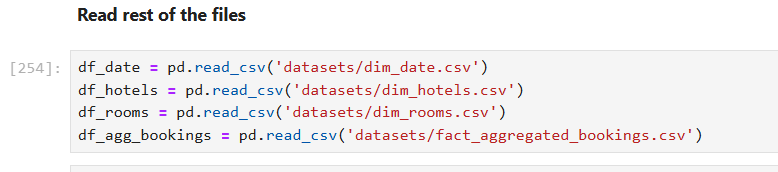 Read rest of the files
[254]: df_date = pd.read_csv('datasets/dim_date.csv')
df_hotels = pd.read_csv('datasets/dim_hotels.csv')
df_rooms = pd.read_csv('datasets/dim_rooms.csv')
df_agg_bookings = pd.read_csv('datasets/fact_aggregated_bookings.csv')